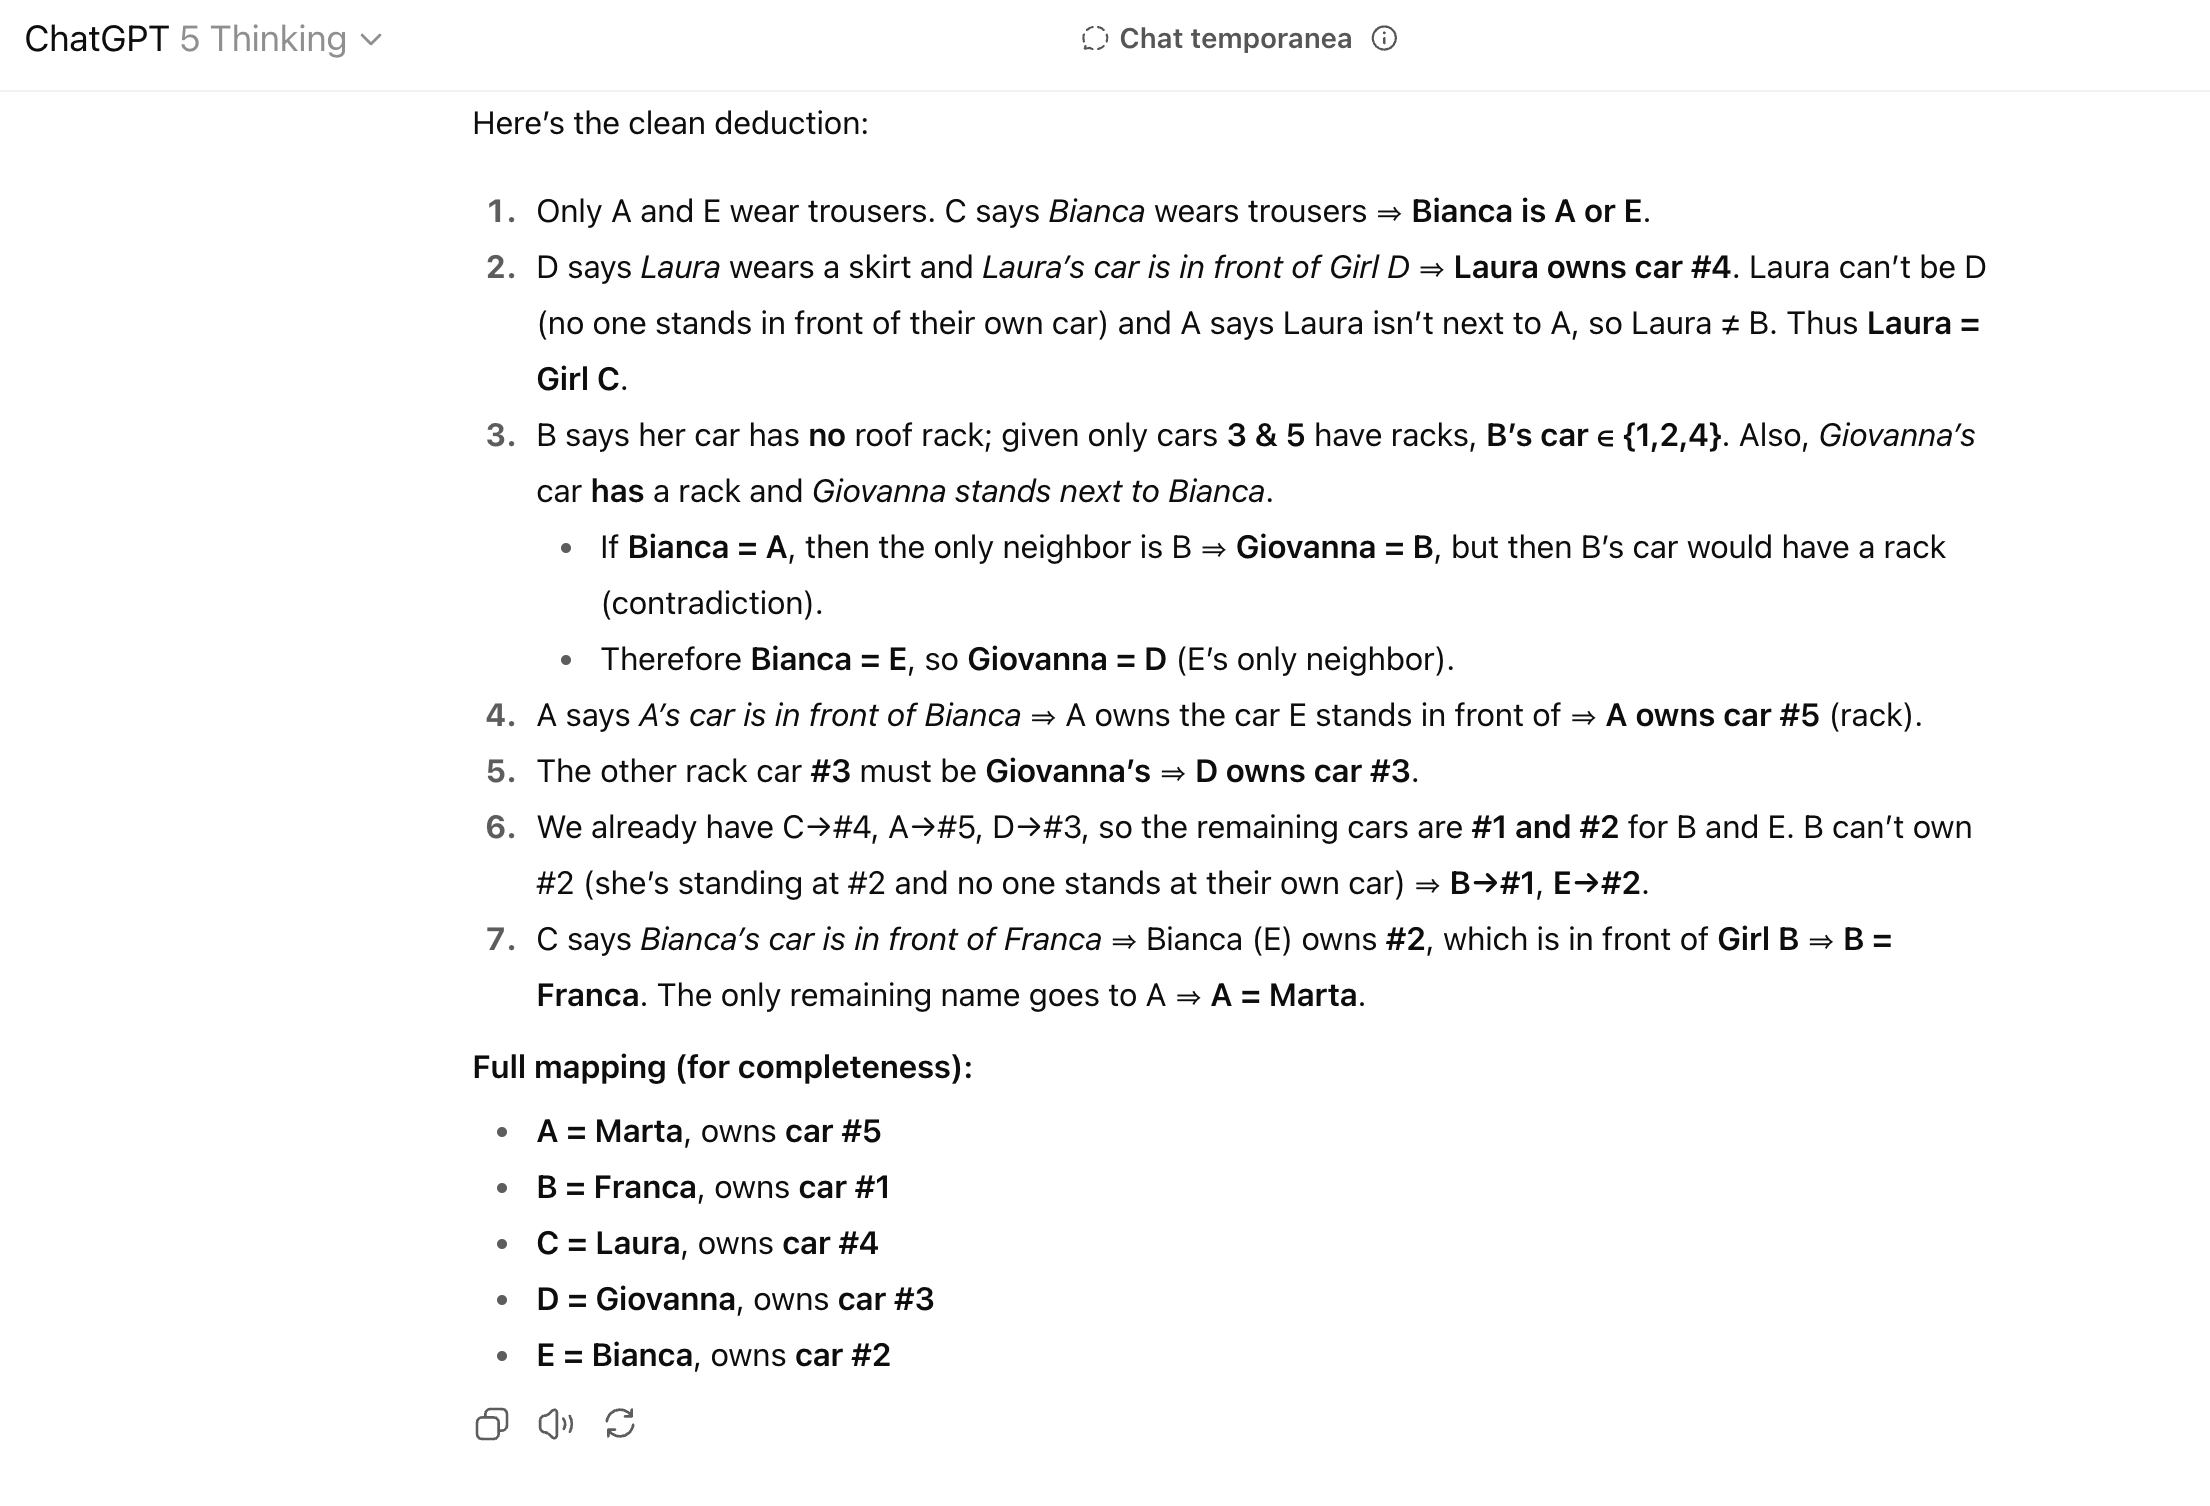 ChatGPT 5 Thinking
Chat temporanea
Here’s the clean deduction:
1. Only A and E wear trousers. C says Bianca wears trousers ⇒ Bianca is A or E.
2. D says Laura wears a skirt and Laura’s car is in front of Girl D ⇒ Laura owns car #4. Laura can’t be D
(no one stands in front of their own car) and A says Laura isn’t next to A, so Laura ≠ B. Thus Laura =
Girl C.
3. B says her car has no roof rack; given only cars 3 & 5 have racks, B’s car ∈ {1,2,4}. Also, Giovanna’s
car has a rack and Giovanna stands next to Bianca.
• If Bianca = A, then the only neighbor is B ⇒ Giovanna = B, but then B’s car would have a rack
(contradiction).
• Therefore Bianca = E, so Giovanna = D (E’s only neighbor).
4. A says A’s car is in front of Bianca ⇒ A owns the car E stands in front of ⇒ A owns car #5 (rack).
5. The other rack car #3 must be Giovanna’s ⇒ D owns car #3.
6. We already have C→#4, A→#5, D→#3, so the remaining cars are #1 and #2 for B and E. B can’t own
#2 (she’s standing at #2 and no one stands at their own car) ⇒ B→#1, E→#2.
7. C says Bianca’s car is in front of Franca ⇒ Bianca (E) owns #2, which is in front of Girl B ⇒ B =
Franca. The only remaining name goes to A ⇒ A = Marta.
Full mapping (for completeness):
• A = Marta, owns car #5
• B = Franca, owns car #1
• C = Laura, owns car #4
• D = Giovanna, owns car #3
• E = Bianca, owns car #2